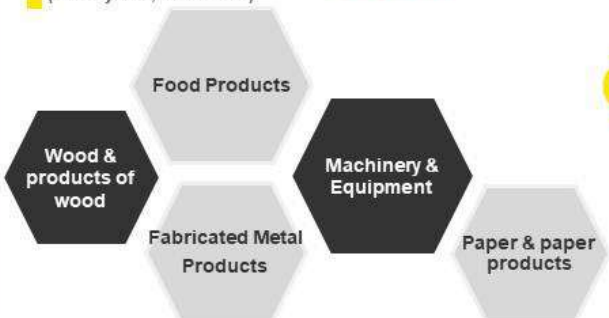 Food Products
Wood &
products of
wood
Machinery &
Equipment
Fabricated Metal
Products
Paper & paper
products